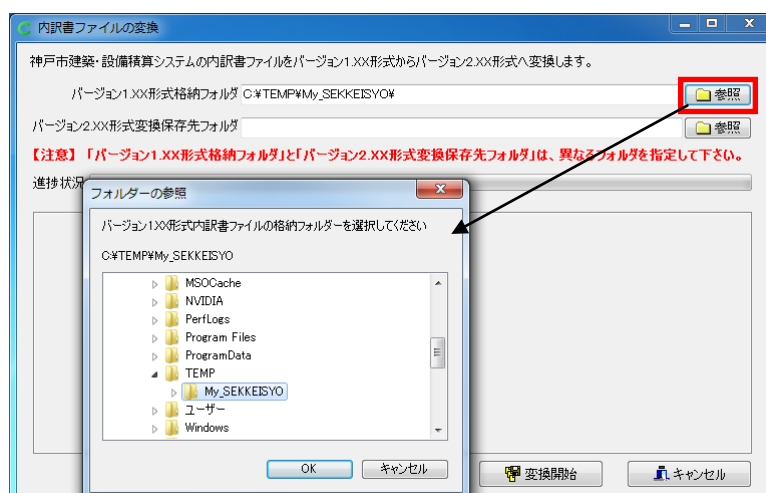 内訳書ファイルの変換
神戸市建築・設備積算システムの内訳書ファイルをバージョン1.XX形式からバージョン2.XX形式へ変換します。
バージョン1.XX形式格納フォルダ C:¥TEMP¥My_SEKKEISYO¥ 参照
バージョン2.XX形式変換保存先フォルダ 参照
【注意】「バージョン1.XX形式格納フォルダ」と「バージョン2.XX形式変換保存先フォルダ」は、異なるフォルダを指定して下さい。
進捗状況
フォルダーの参照
バージョン1.XX形式内訳書ファイルの格納フォルダーを選択してください
C:¥TEMP¥My_SEKKEISYO
MSOCache
NVIDIA
PerfLogs
Program Files
ProgramData
TEMP
My_SEKKEISYO
ユーザー
Windows
OK キャンセル
変換開始 キャンセル